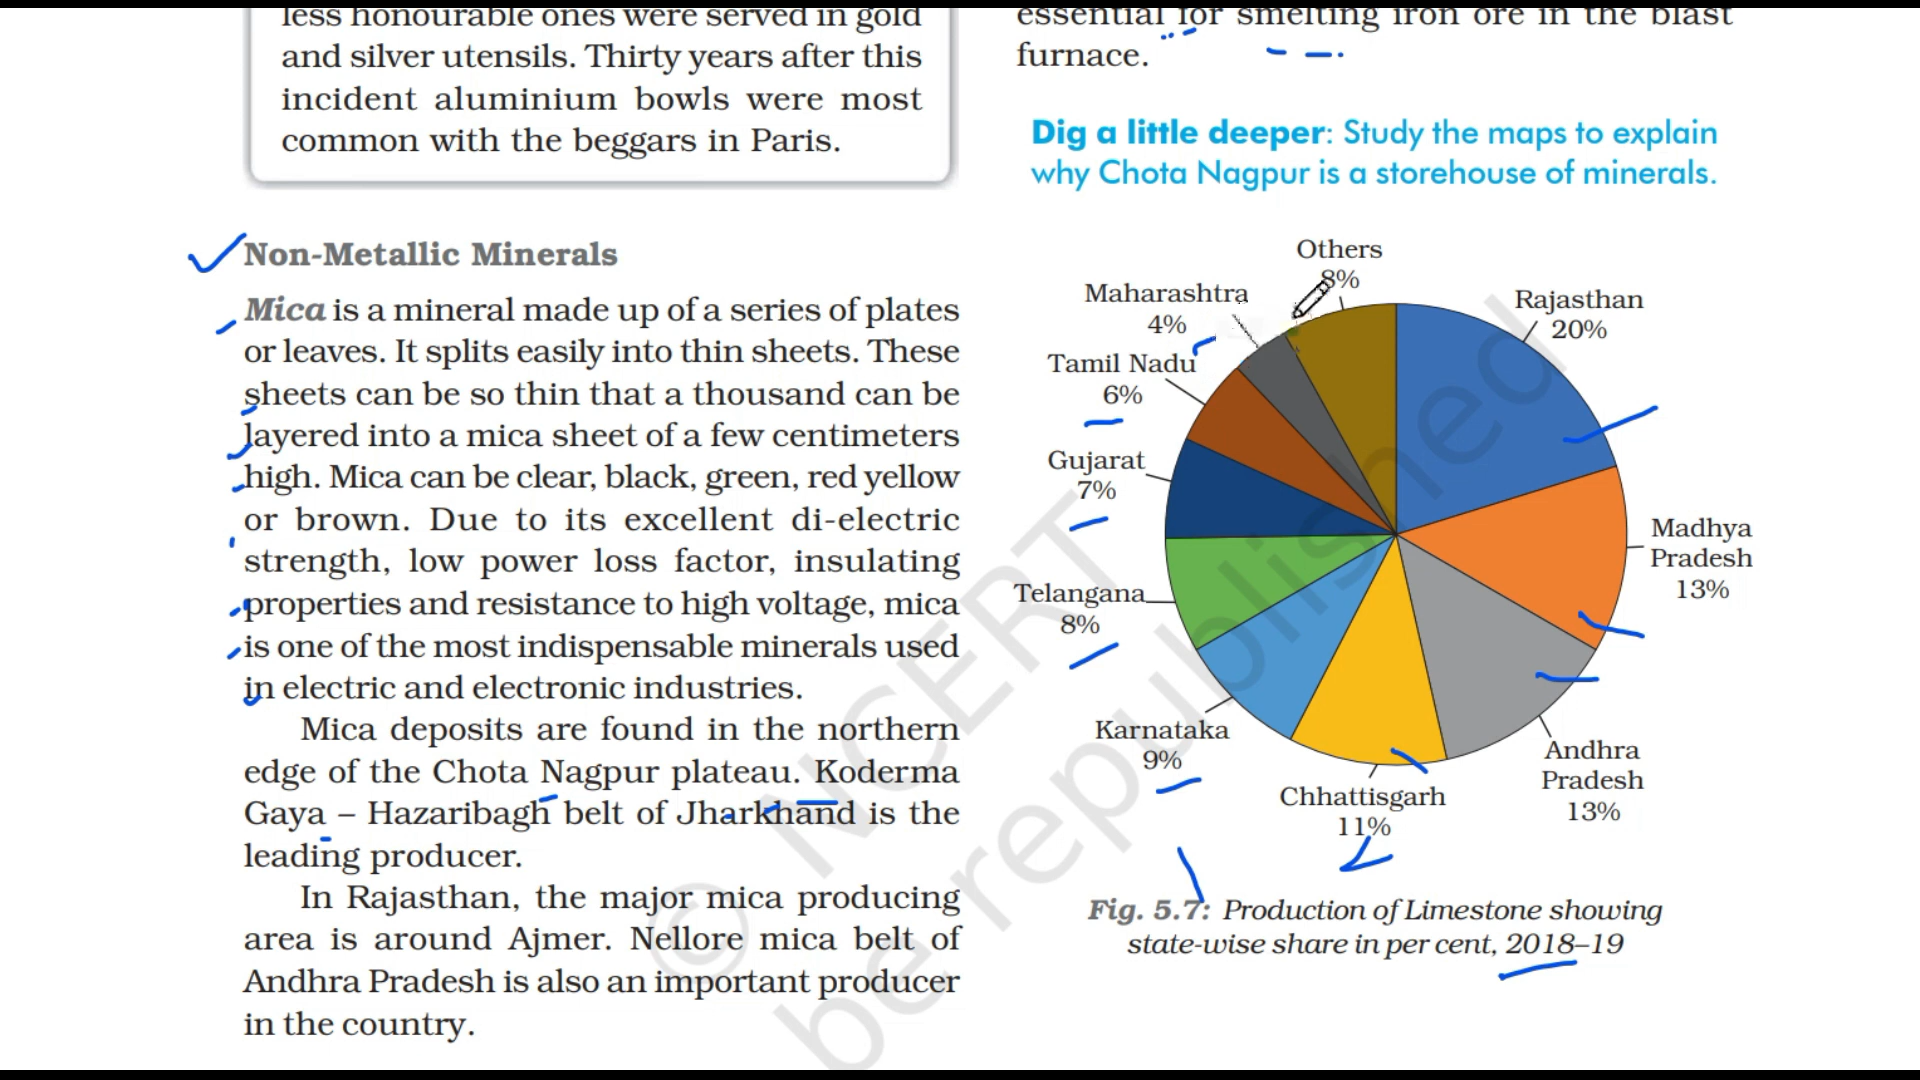 less honourable ones were served in gold
and silver utensils. Thirty years after this
incident aluminium bowls were most
common with the beggars in Paris.
Non-Metallic Minerals
Mica is a mineral made up of a series of plates
or leaves. It splits easily into thin sheets. These
sheets can be so thin that a thousand can be
layered into a mica sheet of a few centimeters
high. Mica can be clear, black, green, red yellow
or brown. Due to its excellent di-electric
strength, low power loss factor, insulating
properties and resistance to high voltage, mica
is one of the most indispensable minerals used
in electric and electronic industries.
Mica deposits are found in the northern
edge of the Chota Nagpur plateau. Koderma
Gaya – Hazaribagh belt of Jharkhand is the
leading producer.
In Rajasthan, the major mica producing
area is around Ajmer. Nellore mica belt of
Andhra Pradesh is also an important producer
in the country.
essential for smelting iron ore in the blast
furnace.
Dig a little deeper: Study the maps to explain
why Chota Nagpur is a storehouse of minerals.
Others
8%
Rajasthan
20%
Madhya
Pradesh
13%
Andhra
Pradesh
13%
Chhattisgarh
11%
Karnataka
9%
Telangana
8%
Gujarat
7%
Tamil Nadu
6%
Maharashtra
4%
Fig. 5.7: Production of Limestone showing
state-wise share in per cent, 2018–19
© NCERT
be republished